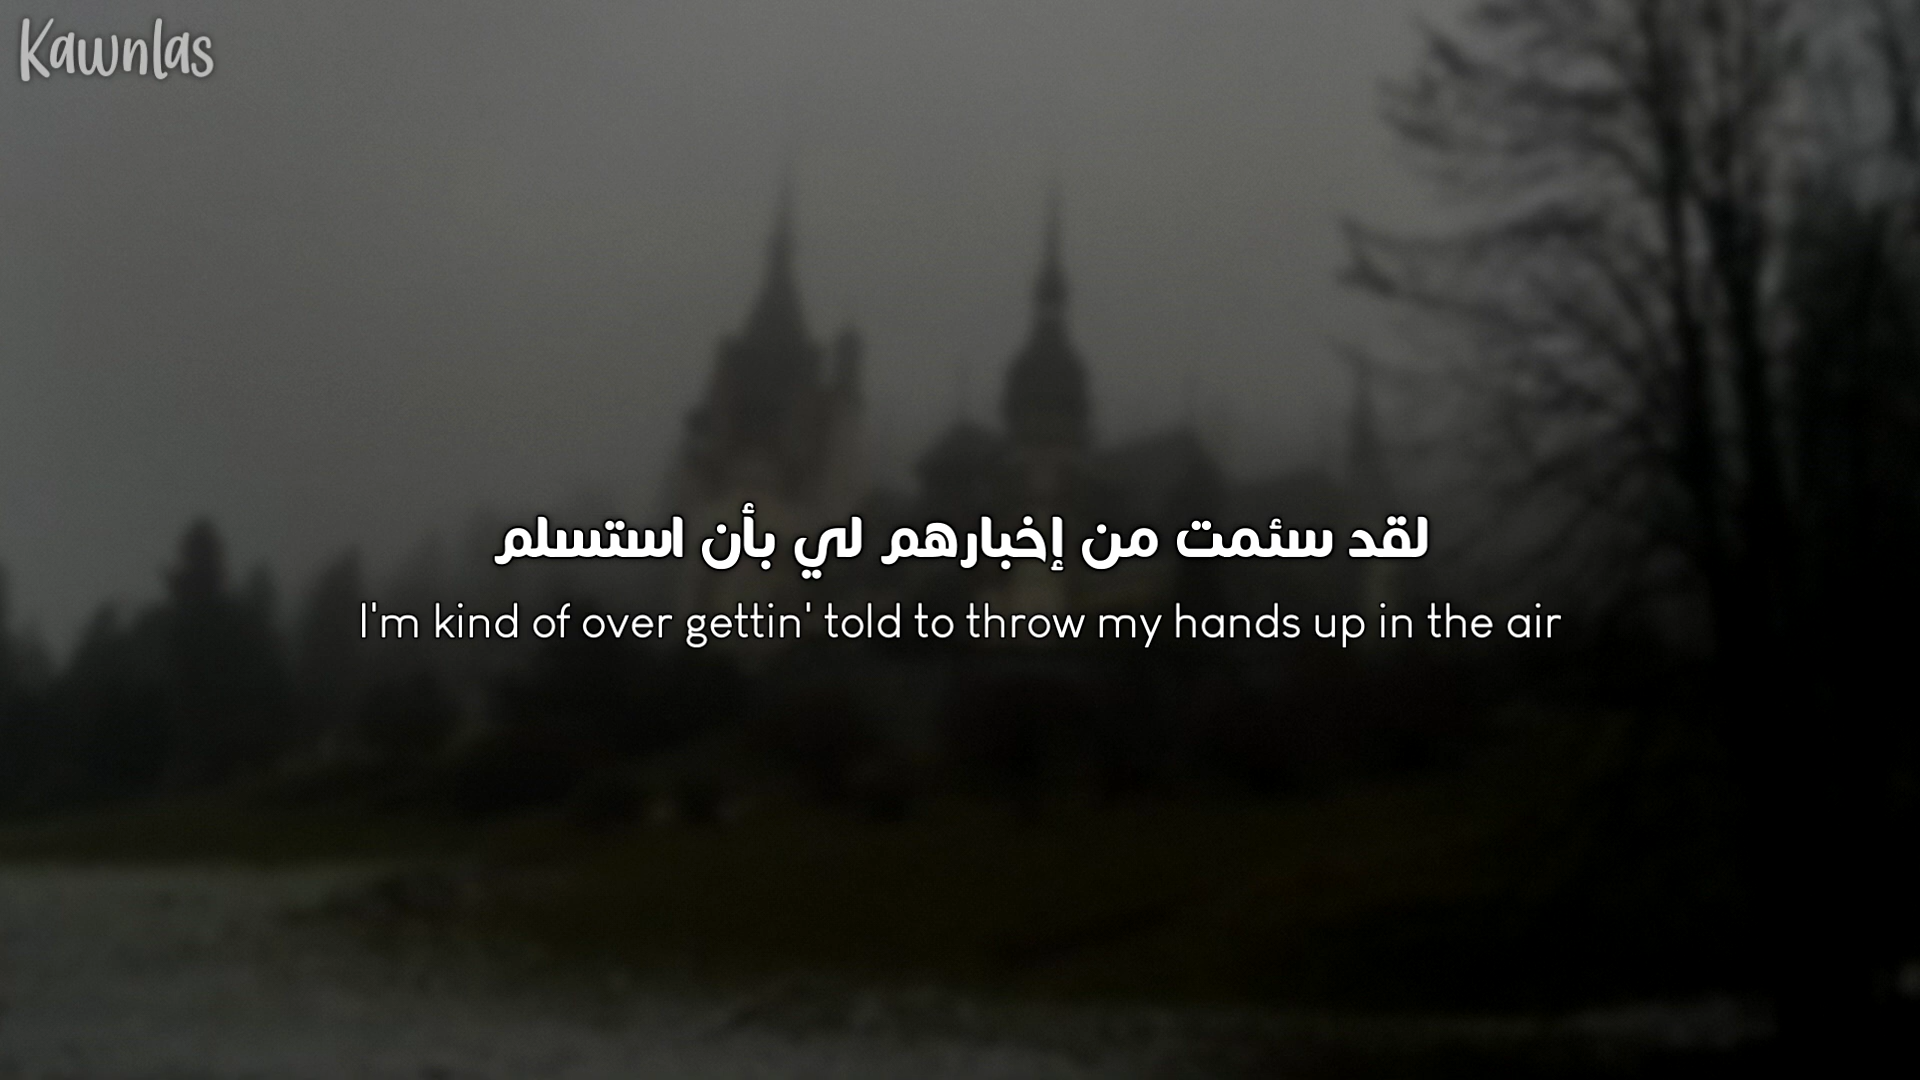 Kawnlas
لقد سئمت من إخبارهم لي بأن استسلم
I'm kind of over gettin' told to throw my hands up in the air